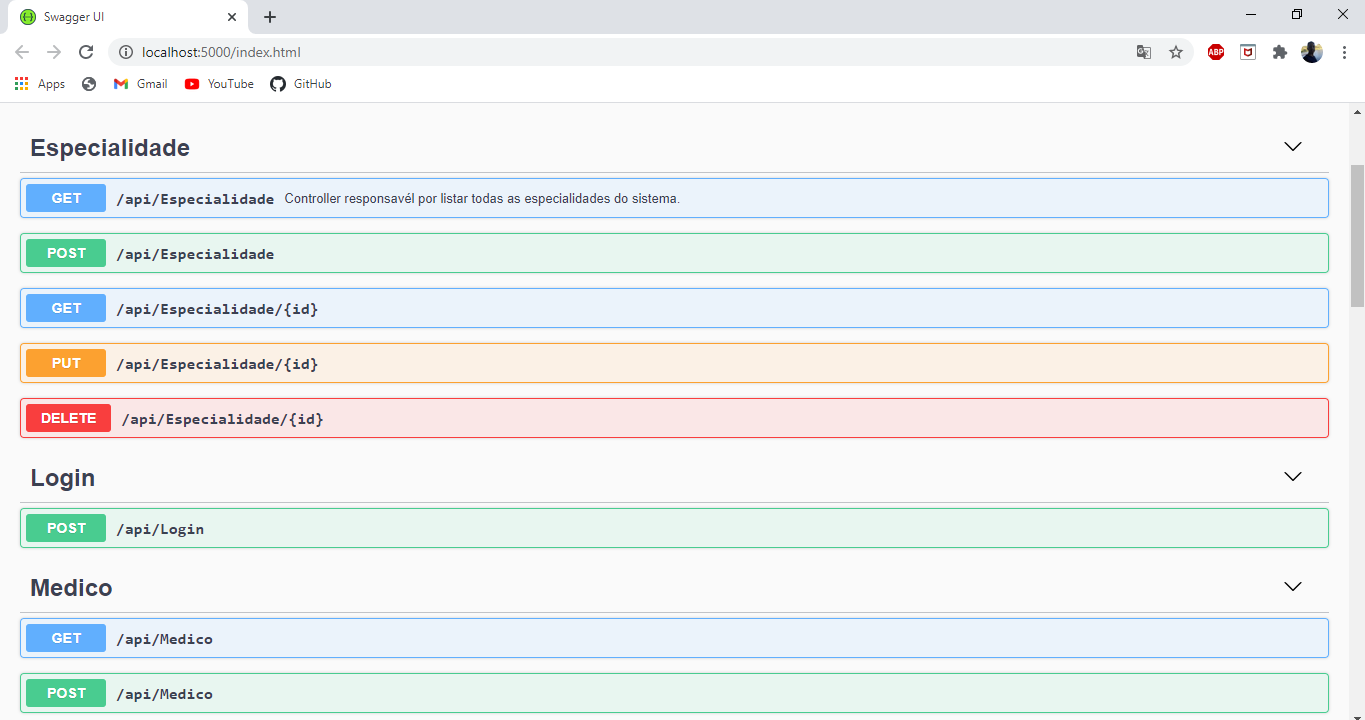 Swagger UI
localhost:5000/index.html
ABP
Apps Gmail YouTube GitHub
Especialidade
GET /api/Especialidade Controller responsavél por listar todas as especialidades do sistema.
POST /api/Especialidade
GET /api/Especialidade/{id}
PUT /api/Especialidade/{id}
DELETE /api/Especialidade/{id}
Login
POST /api/Login
Medico
GET /api/Medico
POST /api/Medico